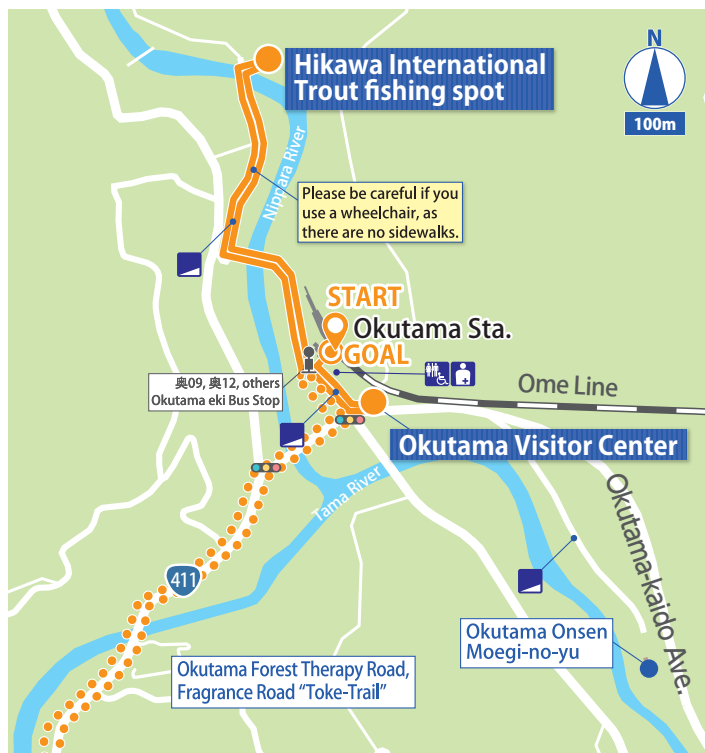 Hikawa International
Trout fishing spot
N
100m
Nippara River
Please be careful if you
use a wheelchair, as
there are no sidewalks.
START
Okutama Sta.
GOAL
奥09, 奥12, others
Okutama eki Bus Stop
Ome Line
Okutama Visitor Center
Tama River
Okutama-kaido Ave.
411
Okutama Onsen
Moegi-no-yu
Okutama Forest Therapy Road,
Fragrance Road “Toke-Trail”